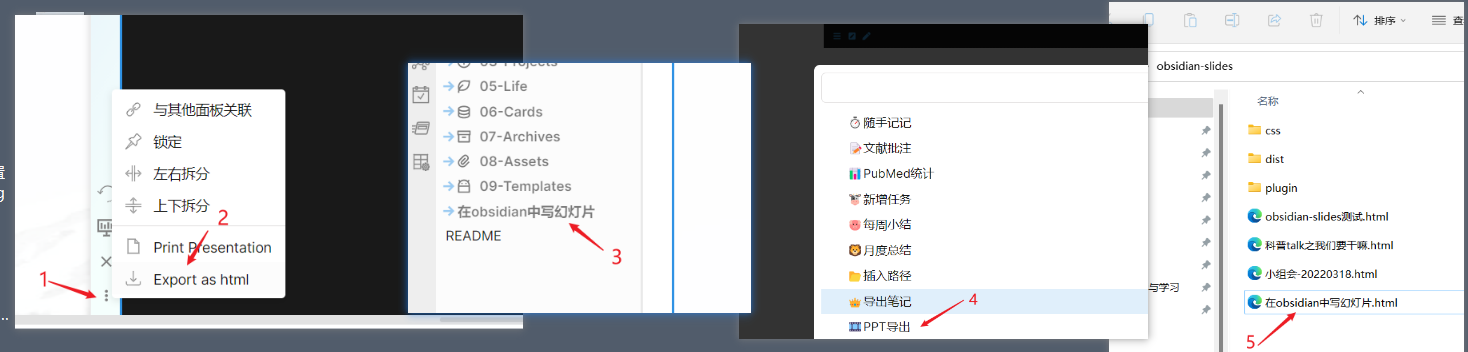 置
g
...
与其他面板关联
锁定
左右拆分
上下拆分
2
Print Presentation
Export as html
1
05-Life
06-Cards
07-Archives
08-Assets
09-Templates
在obsidian中写幻灯片
README
3
随手记记
文献批注
PubMed统计
新增任务
每周小结
月度总结
插入路径
导出笔记
PPT导出
4
排序
查
obsidian-slides
名称
css
dist
plugin
obsidian-slides测试.html
科普talk之我们要干嘛.html
小组会-20220318.html
与学习
在obsidian中写幻灯片.html
5